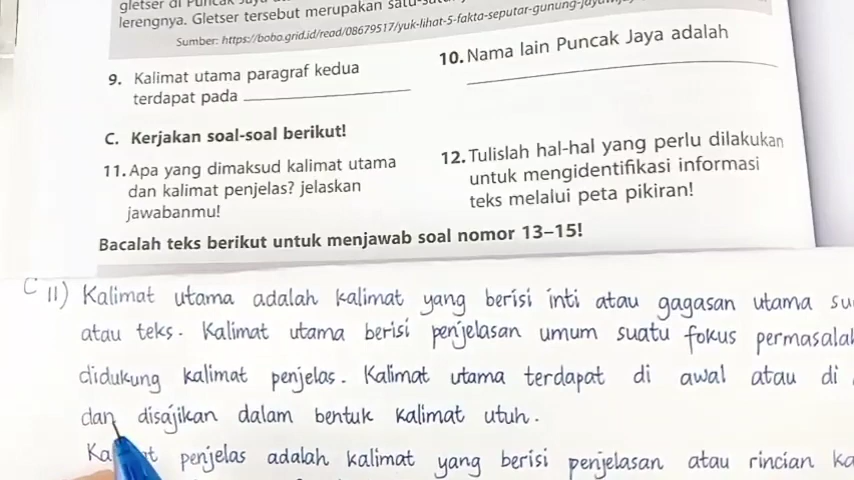 gletser di Puncak
lerengnya. Gletser tersebut merupakan
Sumber: https://bobo.grid.id/read/08679517/yuk-lihat-5-fakta-seputar-gunung-
9. Kalimat utama paragraf kedua
terdapat pada
10. Nama lain Puncak Jaya adalah
C. Kerjakan soal-soal berikut!
11. Apa yang dimaksud kalimat utama
dan kalimat penjelas? jelaskan
jawabanmu!
12. Tulislah hal-hal yang perlu dilakukan
untuk mengidentifikasi informasi
teks melalui peta pikiran!
Bacalah teks berikut untuk menjawab soal nomor 13–15!
C 11) Kalimat utama adalah kalimat yang berisi inti atau gagasan utama
atau teks. Kalimat utama berisi penjelasan umum suatu fokus
didukung kalimat penjelas. Kalimat utama terdapat di awal atau di
dan disajikan dalam bentuk kalimat utuh.
penjelas adalah kalimat yang berisi penjelasan atau rincian